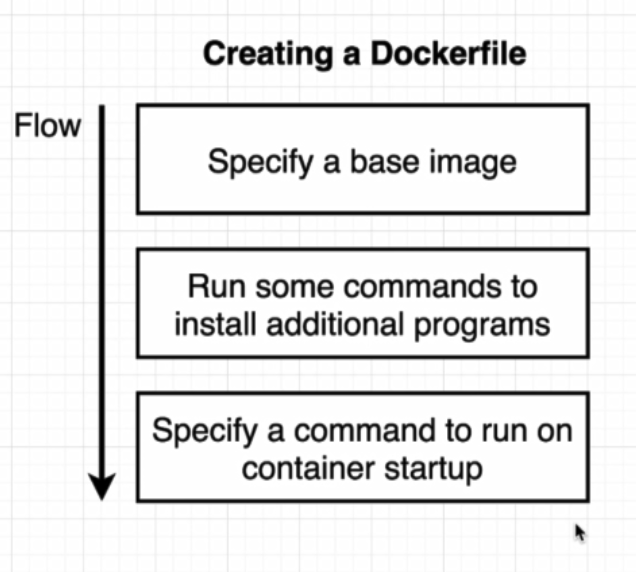 Creating a Dockerfile
Flow
Specify a base image
Run some commands to
install additional programs
Specify a command to run on
container startup